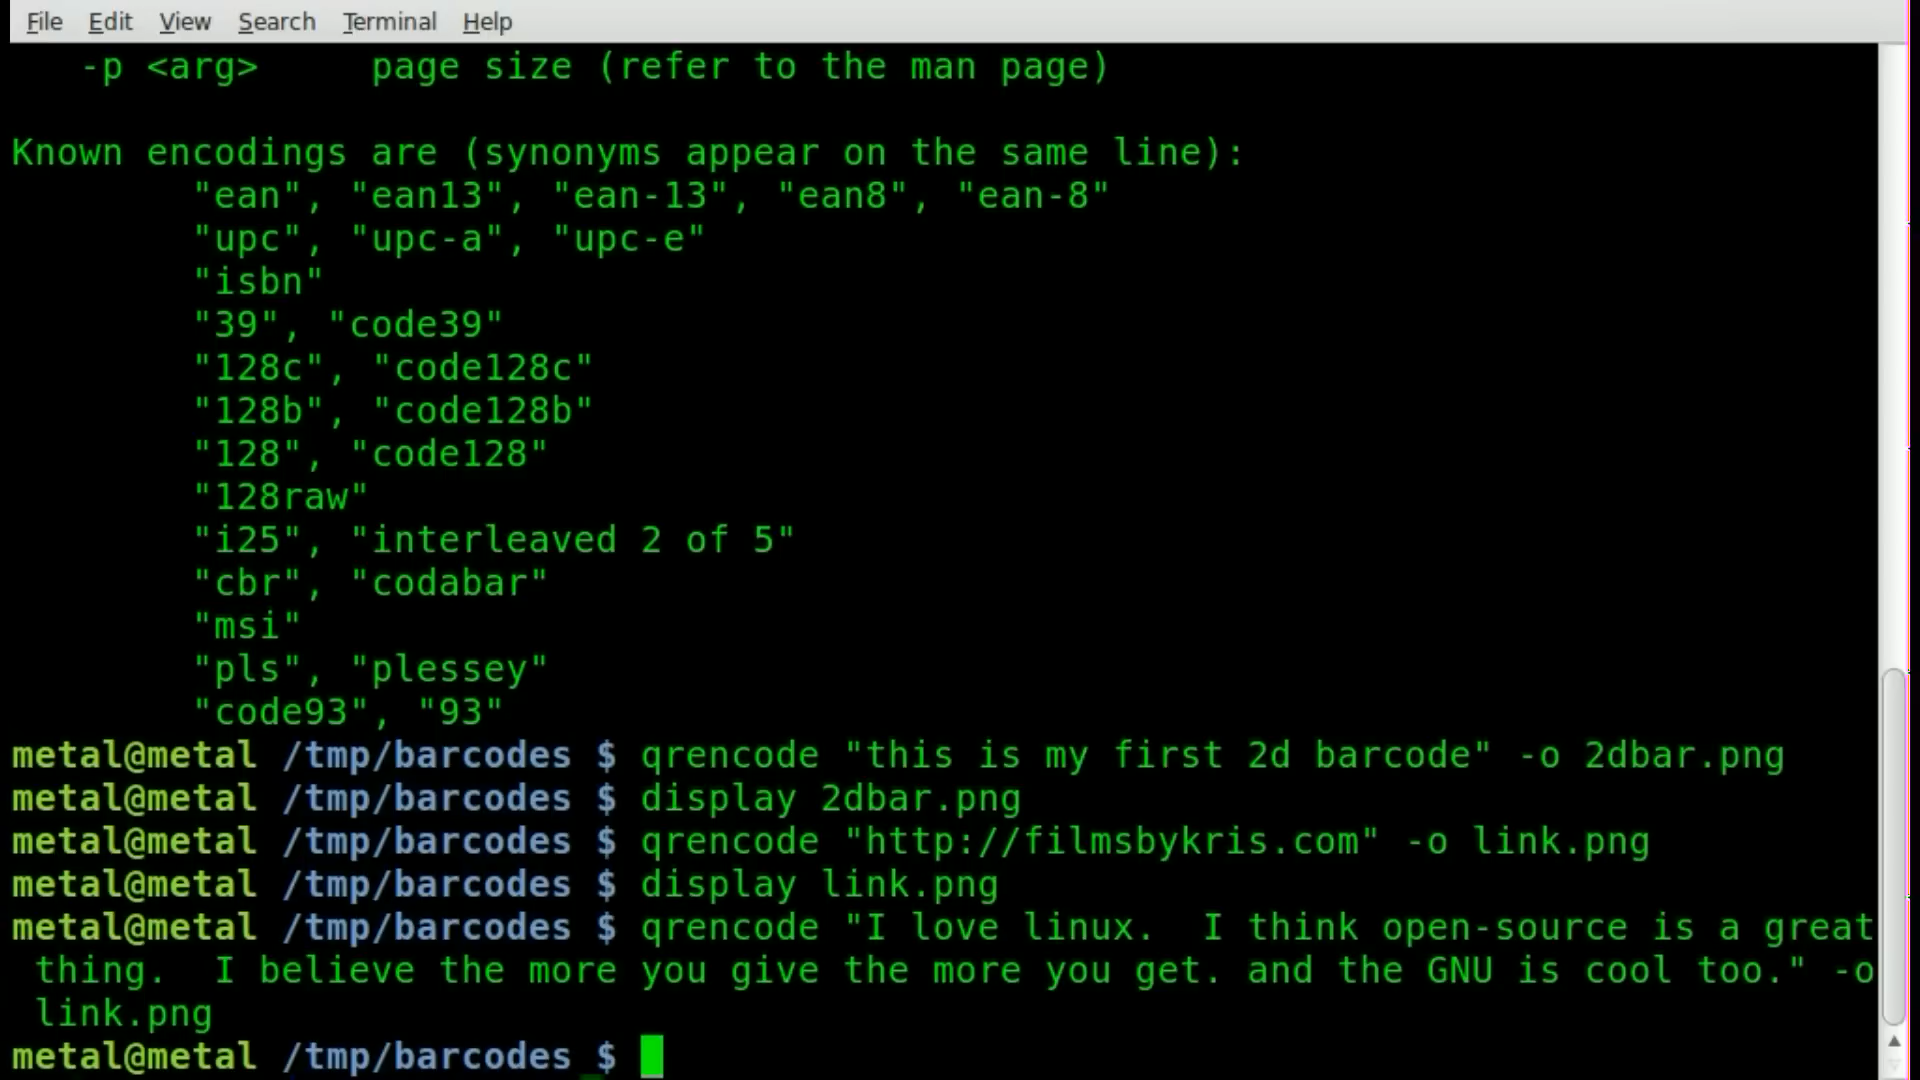 File Edit View Search Terminal Help
-p <arg> page size (refer to the man page)
Known encodings are (synonyms appear on the same line):
"ean", "ean13", "ean-13", "ean8", "ean-8"
"upc", "upc-a", "upc-e"
"isbn"
"39", "code39"
"128c", "code128c"
"128b", "code128b"
"128", "code128"
"128raw"
"i25", "interleaved 2 of 5"
"cbr", "codabar"
"msi"
"pls", "plessey"
"code93", "93"
metal@metal /tmp/barcodes $ qrencode "this is my first 2d barcode" -o 2dbar.png
metal@metal /tmp/barcodes $ display 2dbar.png
metal@metal /tmp/barcodes $ qrencode "http://filmsbykris.com" -o link.png
metal@metal /tmp/barcodes $ display link.png
metal@metal /tmp/barcodes $ qrencode "I love linux.  I think open-source is a great
thing.  I believe the more you give the more you get. and the GNU is cool too." -o
link.png
metal@metal /tmp/barcodes $